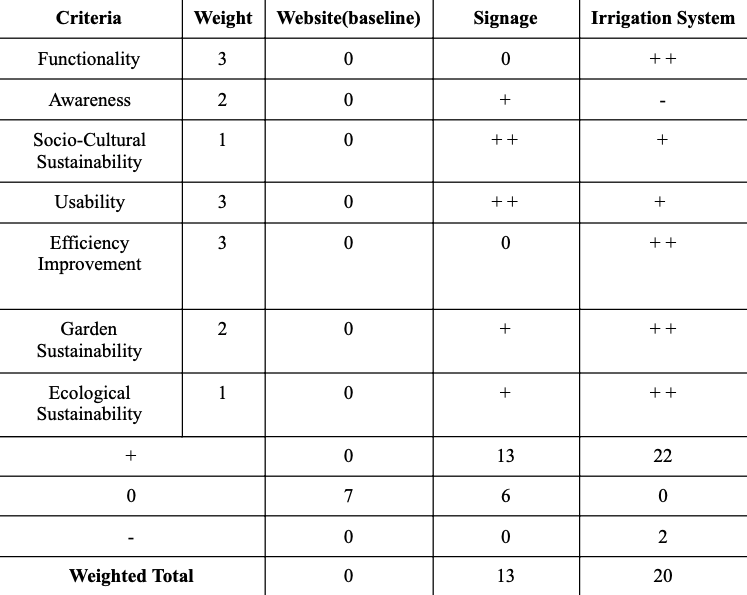 Criteria Weight Website(baseline) Signage Irrigation System
Functionality 3 0 0 + +
Awareness 2 0 + -
Socio-Cultural Sustainability 1 0 + + +
Usability 3 0 + + +
Efficiency Improvement 3 0 0 + +
Garden Sustainability 2 0 + + +
Ecological Sustainability 1 0 + + +
+ 0 13 22
0 7 6 0
- 0 0 2
Weighted Total 0 13 20